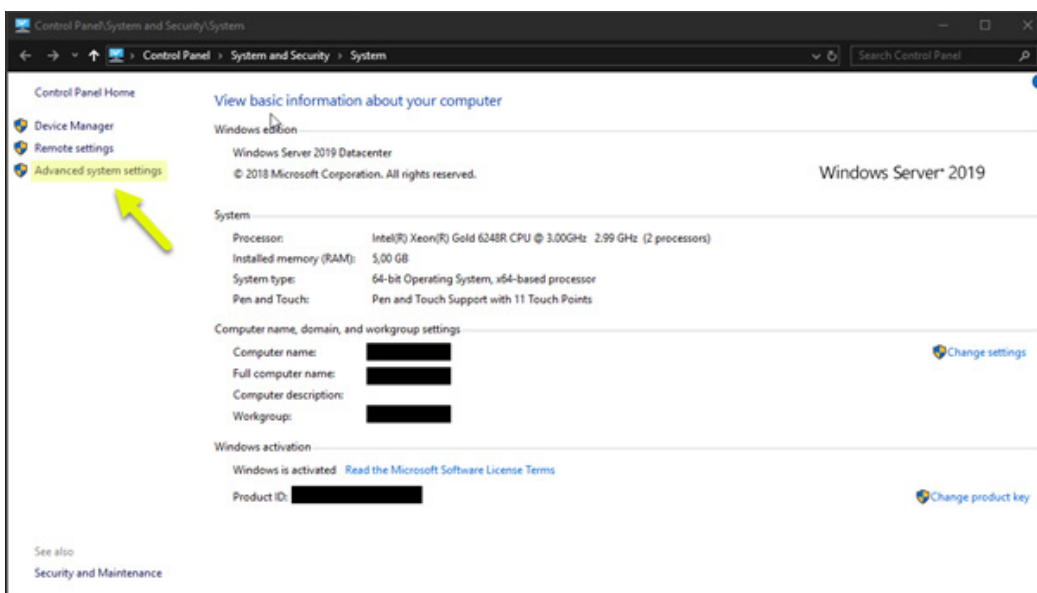 Control Panel\System and Security\System
Control Panel > System and Security > System
Search Control Panel
Control Panel Home
Device Manager
Remote settings
Advanced system settings
View basic information about your computer
Windows edition
Windows Server 2019 Datacenter
© 2018 Microsoft Corporation. All rights reserved.
Windows Server® 2019
System
Processor: Intel(R) Xeon(R) Gold 6248R CPU @ 3.00GHz 2.99 GHz (2 processors)
Installed memory (RAM): 5,00 GB
System type: 64-bit Operating System, x64-based processor
Pen and Touch: Pen and Touch Support with 11 Touch Points
Computer name, domain, and workgroup settings
Computer name:
Change settings
Full computer name:
Computer description:
Workgroup:
Windows activation
Windows is activated Read the Microsoft Software License Terms
Product ID:
Change product key
See also
Security and Maintenance